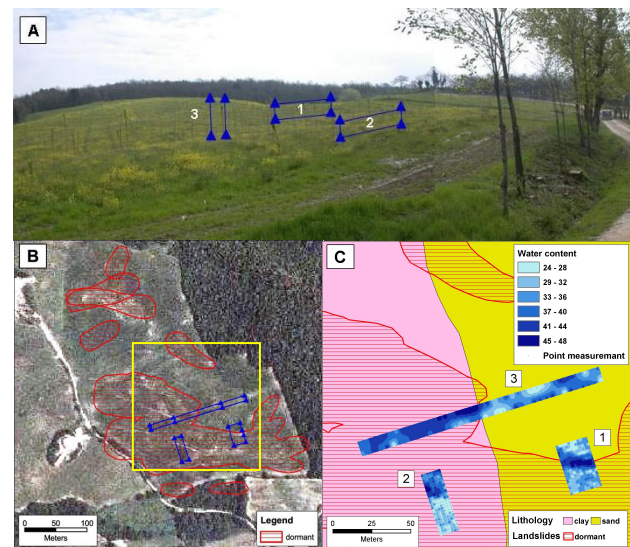 A
3
1
2
B
0
50
100
Meters
Legend
dormant
C
Water content
24 - 28
29 - 32
33 - 36
37 - 40
41 - 44
45 - 48
Point measuremant
3
1
2
0 25 50
Meters
Lithology clay sand
Landslides dormant